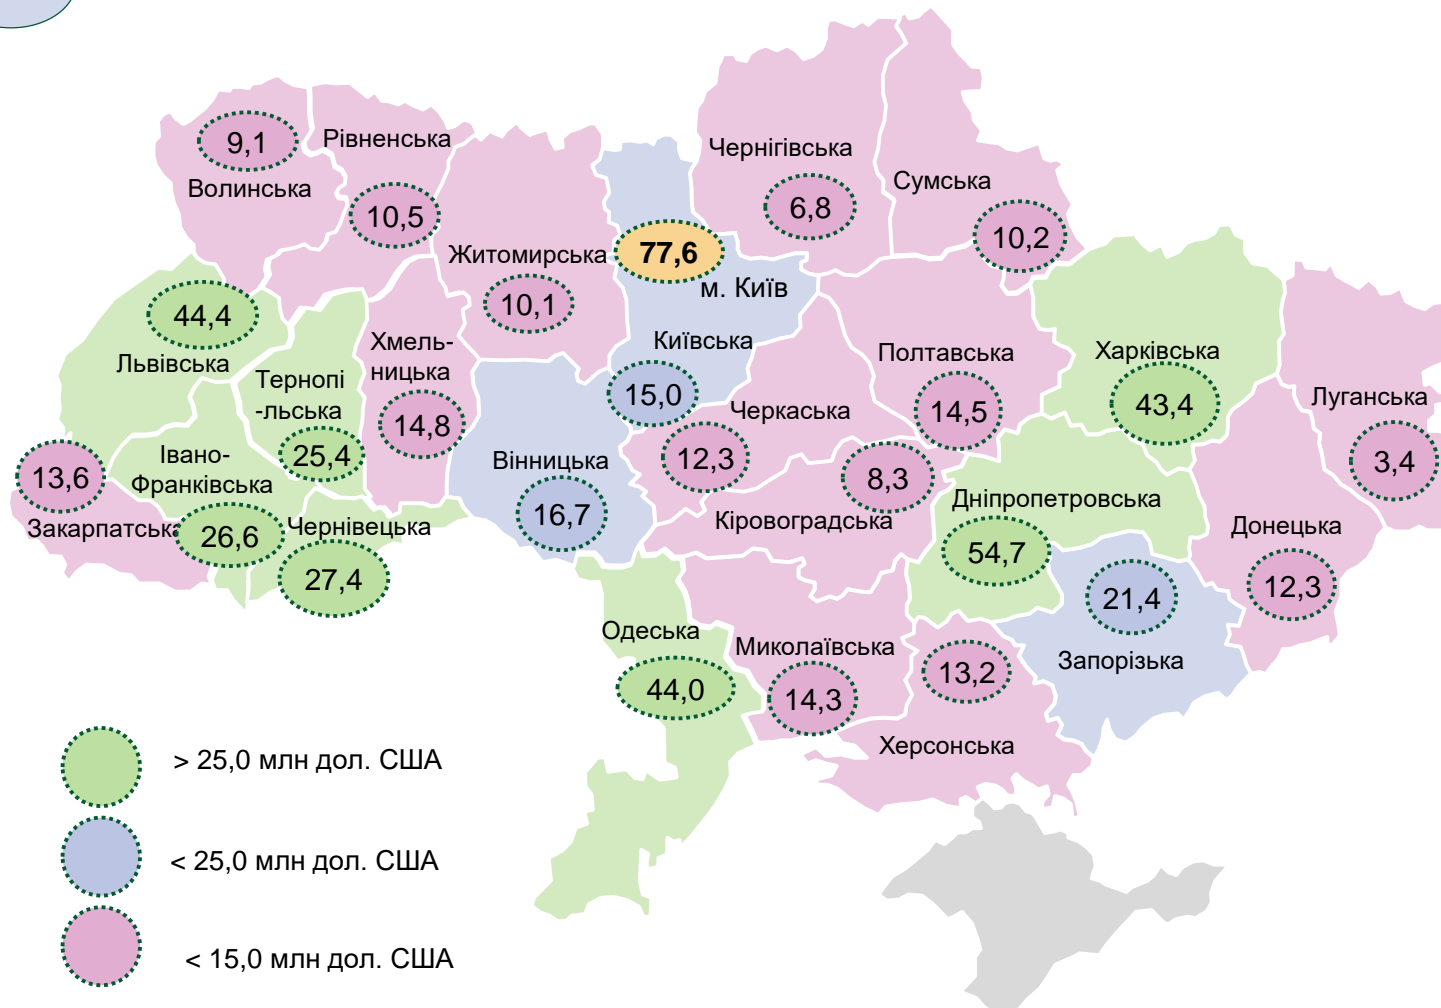 9,1
Волинська
Рівненська
10,5
Житомирська
10,1
77,6
м. Київ
Чернігівська
6,8
Сумська
10,2
44,4
Львівська
Тернопі
-льська
25,4
Хмель-
ницька
14,8
Київська
15,0
Черкаська
12,3
Полтавська
14,5
Харківська
43,4
Луганська
3,4
13,6
Закарпатська
Івано-
Франківська
26,6
Чернівецька
27,4
Вінницька
16,7
8,3
Кіровоградська
Дніпропетровська
54,7
Донецька
12,3
21,4
Запорізька
Одеська
44,0
Миколаївська
14,3
13,2
Херсонська
> 25,0 млн дол. США
< 25,0 млн дол. США
< 15,0 млн дол. США